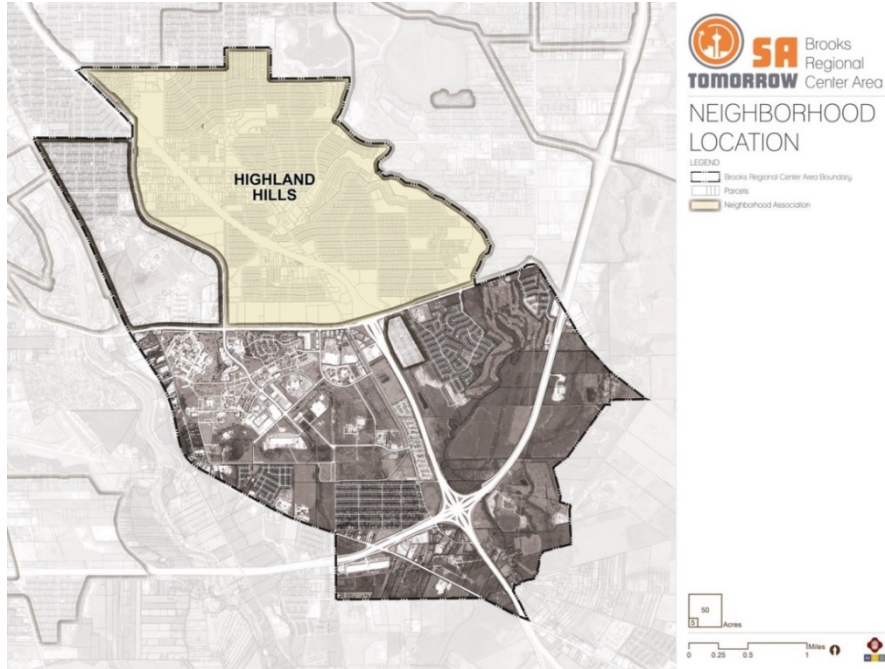 HIGHLAND
HILLS
SA
TOMORROW
Brooks
Regional
Center Area
NEIGHBORHOOD
LOCATION
LEGEND
Brooks Regional Center Area Boundary
Parcels
Neighborhood Association
50
5
Acres
Miles
0 0.25 0.5 1